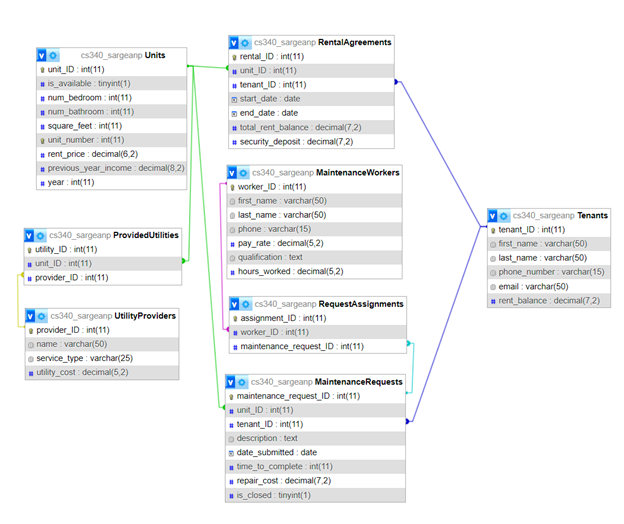 cs340_sargeanp Units
unit_ID : int(11)
is_available : tinyint(1)
num_bedroom : int(11)
num_bathroom : int(11)
square_feet : int(11)
unit_number : int(11)
rent_price : decimal(6,2)
previous_year_income : decimal(8,2)
year : int(11)
cs340_sargeanp ProvidedUtilities
utility_ID : int(11)
unit_ID : int(11)
provider_ID : int(11)
cs340_sargeanp UtilityProviders
provider_ID : int(11)
name : varchar(50)
service_type : varchar(25)
utility_cost : decimal(5,2)
cs340_sargeanp RentalAgreements
rental_ID : int(11)
unit_ID : int(11)
tenant_ID : int(11)
start_date : date
end_date : date
total_rent_balance : decimal(7,2)
security_deposit : decimal(7,2)
cs340_sargeanp MaintenanceWorkers
worker_ID : int(11)
first_name : varchar(50)
last_name : varchar(50)
phone : varchar(15)
pay_rate : decimal(5,2)
qualification : text
hours_worked : decimal(5,2)
cs340_sargeanp RequestAssignments
assignment_ID : int(11)
worker_ID : int(11)
maintenance_request_ID : int(11)
cs340_sargeanp MaintenanceRequests
maintenance_request_ID : int(11)
unit_ID : int(11)
tenant_ID : int(11)
description : text
date_submitted : date
time_to_complete : int(11)
repair_cost : decimal(7,2)
is_closed : tinyint(1)
cs340_sargeanp Tenants
tenant_ID : int(11)
first_name : varchar(50)
last_name : varchar(50)
phone_number : varchar(15)
email : varchar(50)
rent_balance : decimal(7,2)